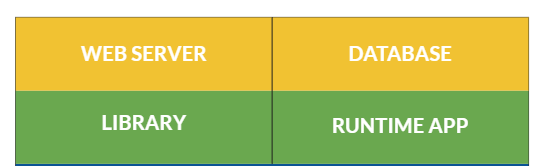 WEB SERVER
DATABASE
LIBRARY
RUNTIME APP